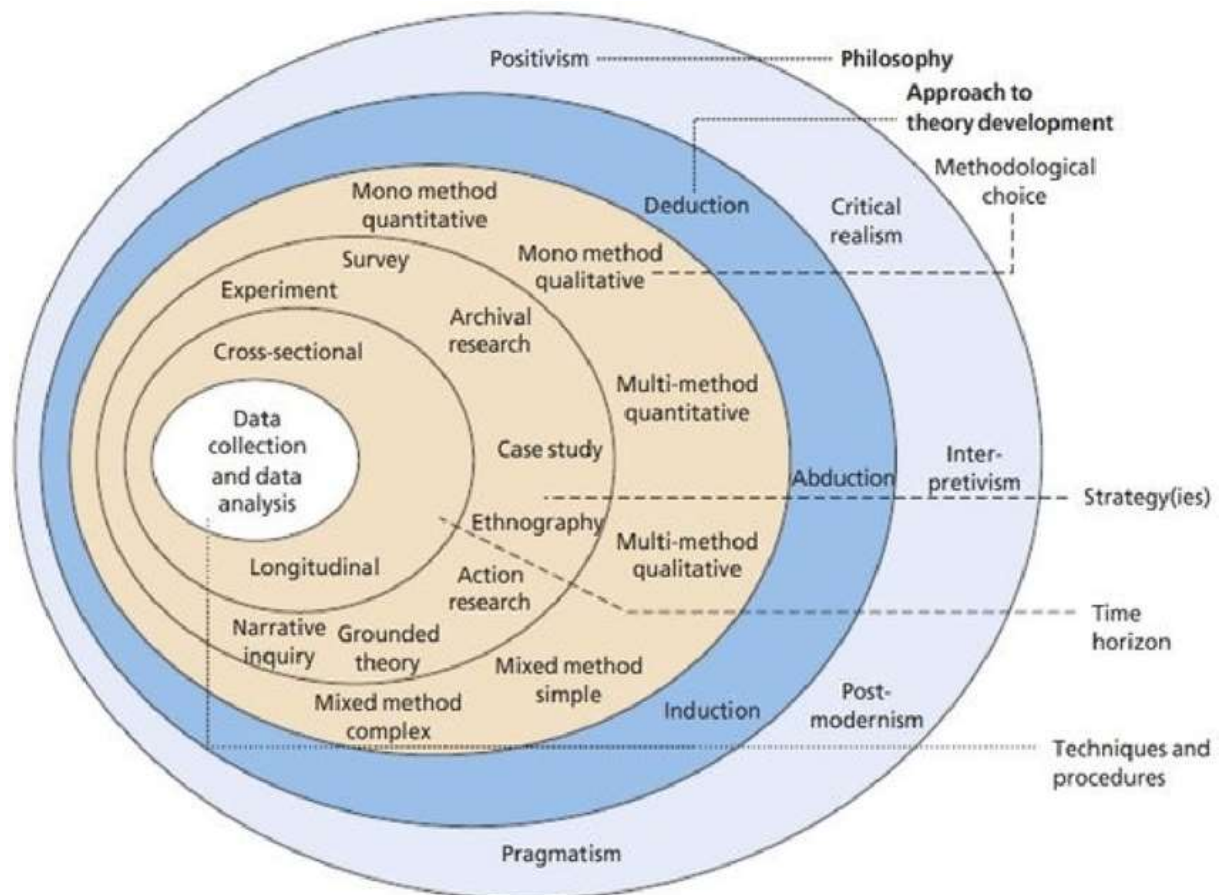 Positivism
Philosophy
Approach to
theory development
Methodological
choice
Mono method
quantitative
Deduction
Critical
realism
Survey
Mono method
qualitative
Experiment
Archival
research
Cross-sectional
Multi-method
quantitative
Data
collection
and data
analysis
Case study
Abduction
Inter-
pretivism
Strategy(ies)
Ethnography
Multi-method
qualitative
Longitudinal
Action
research
Time
horizon
Narrative
inquiry
Grounded
theory
Mixed method
simple
Mixed method
complex
Induction
Post-
modernism
Techniques and
procedures
Pragmatism